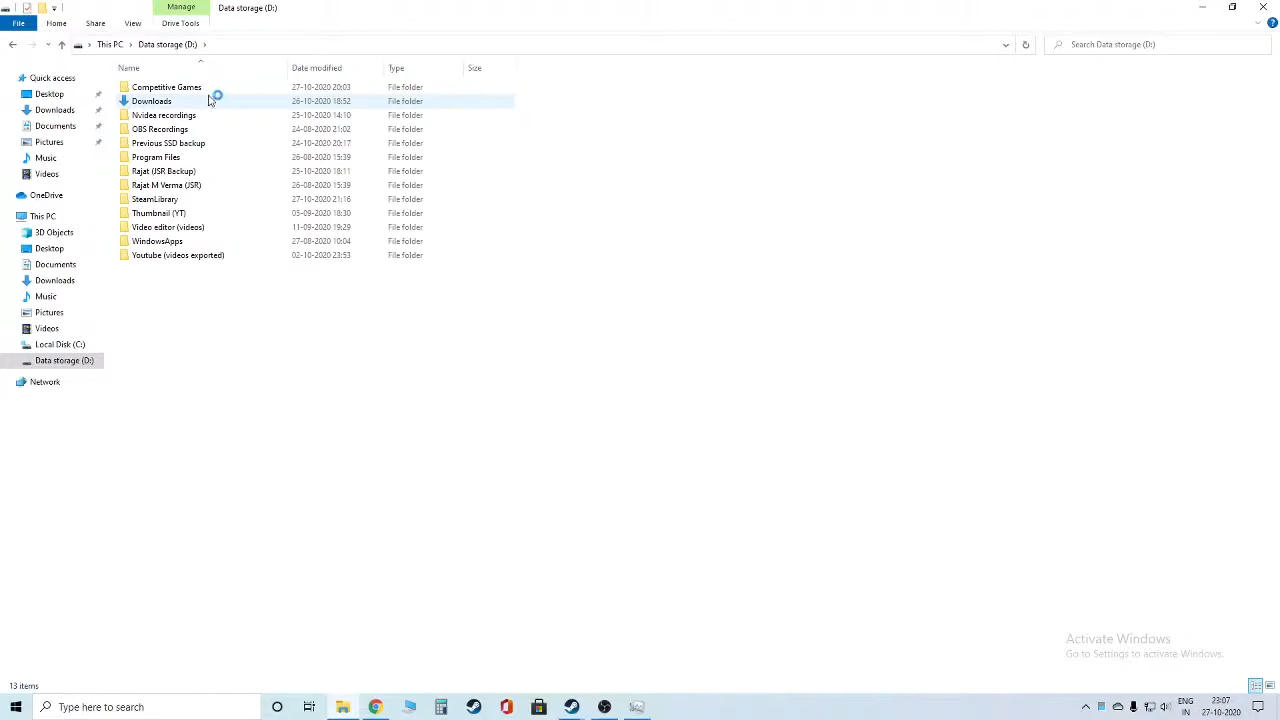 Manage
Data storage (D:)
File
Home
Share
View
Drive Tools
This PC
Data storage (D:)
Search Data storage (D:)
Name
Date modified
Type
Size
Competitive Games 27-10-2020 20:03 File folder
Downloads 26-10-2020 18:52 File folder
Nvidea recordings 25-10-2020 14:10 File folder
OBS Recordings 24-08-2020 21:02 File folder
Previous SSD backup 24-10-2020 20:17 File folder
Program Files 26-08-2020 15:39 File folder
Rajat (JSR Backup) 25-10-2020 18:11 File folder
Rajat M Verma (JSR) 26-08-2020 15:39 File folder
SteamLibrary 27-10-2020 21:16 File folder
Thumbnail (YT) 05-09-2020 18:30 File folder
Video editor (videos) 11-09-2020 19:29 File folder
WindowsApps 27-08-2020 10:04 File folder
Youtube (videos exported) 02-10-2020 23:53 File folder
Quick access
Desktop
Downloads
Documents
Pictures
Music
Videos
OneDrive
This PC
3D Objects
Desktop
Documents
Downloads
Music
Pictures
Videos
Local Disk (C:)
Data storage (D:)
Network
Activate Windows
Go to Settings to activate Windows.
13 items
Type here to search
ENG
IN
23:07
27-10-2020